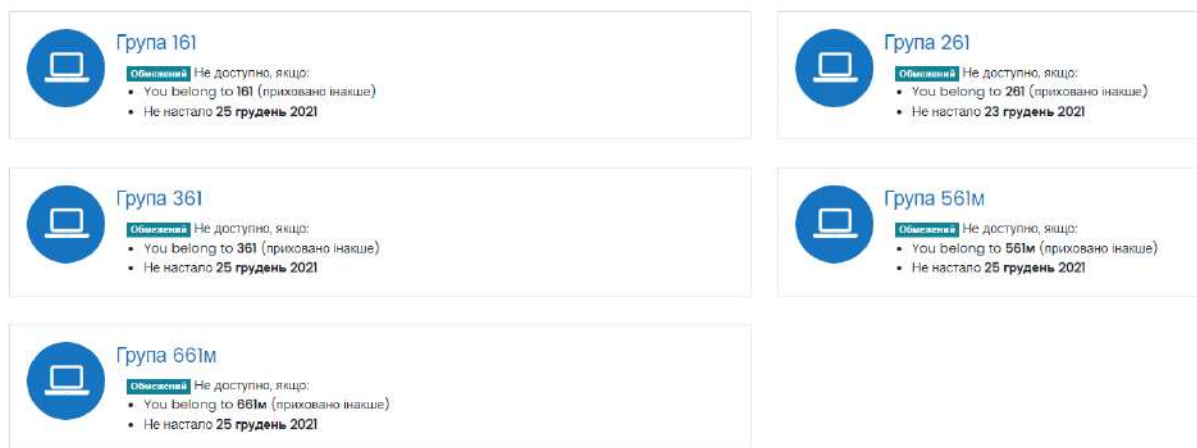 Група 161
Обмежений Не доступно, якщо:
• You belong to 161 (приховано інакше)
• Не настало 25 грудень 2021
Група 261
Обмежений Не доступно, якщо:
• You belong to 261 (приховано інакше)
• Не настало 23 грудень 2021
Група 361
Обмежений Не доступно, якщо:
• You belong to 361 (приховано інакше)
• Не настало 25 грудень 2021
Група 561м
Обмежений Не доступно, якщо:
• You belong to 561м (приховано інакше)
• Не настало 25 грудень 2021
Група 661м
Обмежений Не доступно, якщо:
• You belong to 661м (приховано інакше)
• Не настало 25 грудень 2021